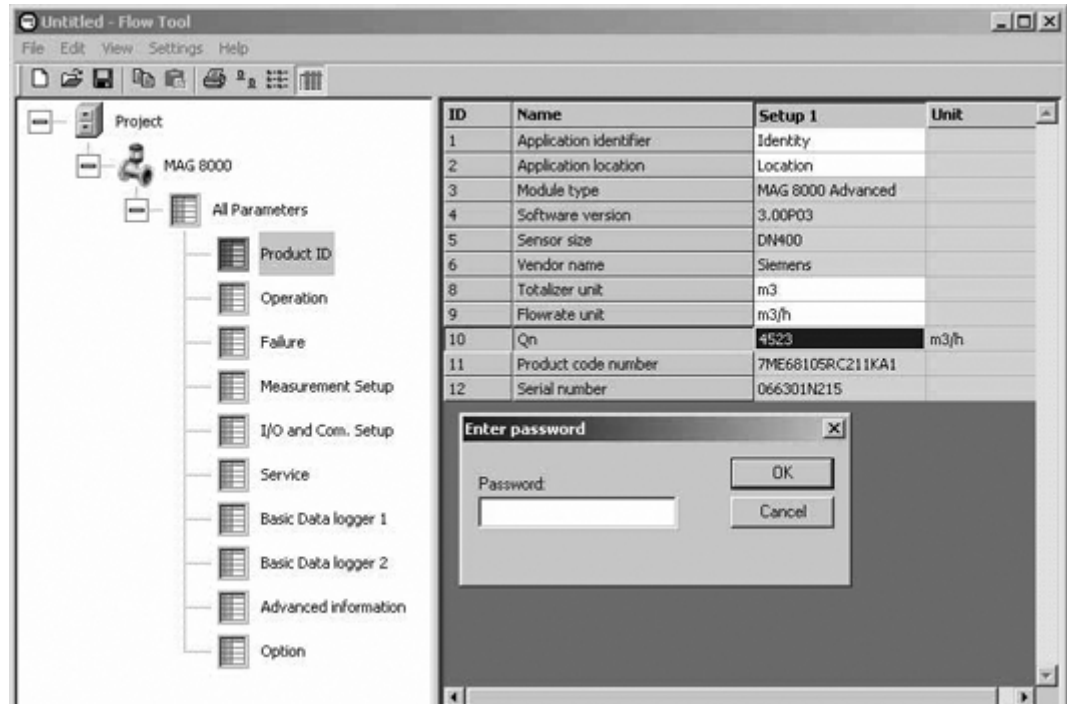 Untitled - Flow Tool
File Edit View Settings Help
Project
MAG 8000
All Parameters
Product ID
Operation
Failure
Measurement Setup
I/O and Com. Setup
Service
Basic Data logger 1
Basic Data logger 2
Advanced information
Option
ID Name Setup 1 Unit
1 Application identifier Identity
2 Application location Location
3 Module type MAG 8000 Advanced
4 Software version 3.00P03
5 Sensor size DN400
6 Vendor name Siemens
8 Totalizer unit m3
9 Flowrate unit m3/h
10 Qn 4523 m3/h
11 Product code number 7ME68105RC211KA1
12 Serial number 066301N215
Enter password
Password:
OK
Cancel